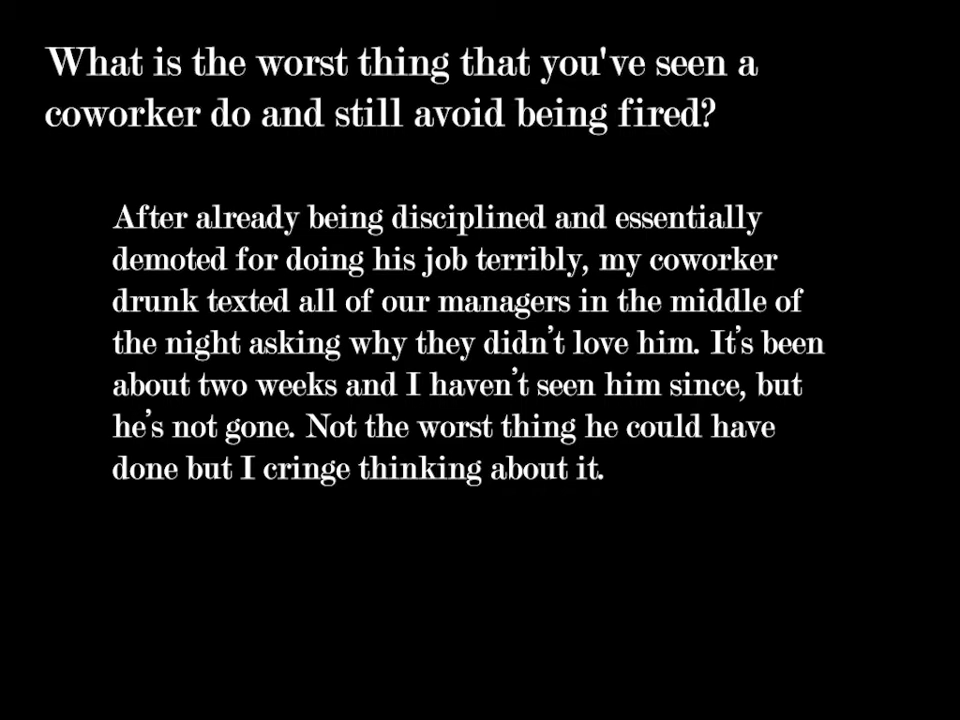 What is the worst thing that you've seen a
coworker do and still avoid being fired?
After already being disciplined and essentially
demoted for doing his job terribly, my coworker
drunk texted all of our managers in the middle of
the night asking why they didn’t love him. It’s been
about two weeks and I haven’t seen him since, but
he’s not gone. Not the worst thing he could have
done but I cringe thinking about it.